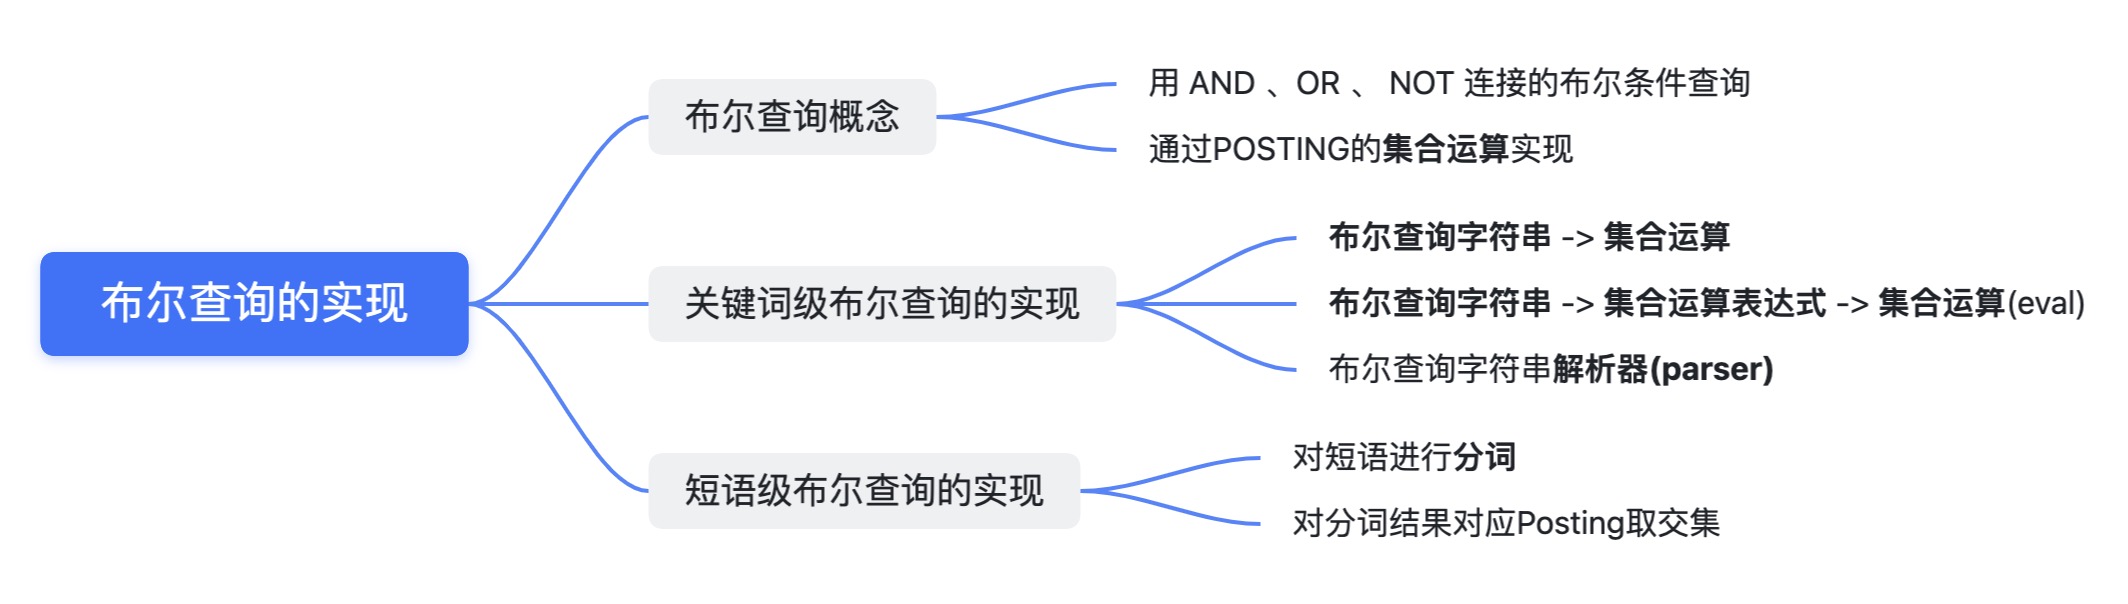 布尔查询的实现
布尔查询概念
用 AND 、OR 、 NOT 连接的布尔条件查询
通过POSTING的集合运算实现
关键词级布尔查询的实现
布尔查询字符串 -> 集合运算
布尔查询字符串 -> 集合运算表达式 -> 集合运算(eval)
布尔查询字符串解析器(parser)
短语级布尔查询的实现
对短语进行分词
对分词结果对应Posting取交集